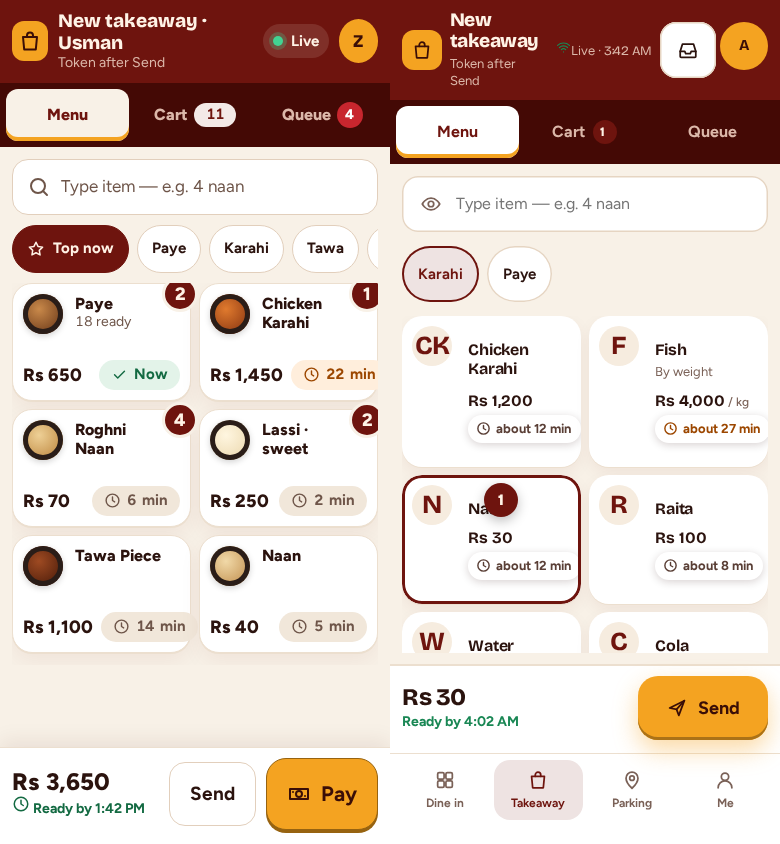 New takeaway ·
Usman
Token after Send
Live
Z
Menu
Cart 11
Queue 4
Type item — e.g. 4 naan
Top now
Paye
Karahi
Tawa
Paye
18 ready
2
Rs 650
Now
Chicken
Karahi
1
Rs 1,450
22 min
Roghni
Naan
4
Rs 70
6 min
Lassi ·
sweet
2
Rs 250
2 min
Tawa Piece
Rs 1,100
14 min
Naan
Rs 40
5 min
Rs 3,650
Ready by 1:42 PM
Send
Pay
New
takeaway
Token after
Send
Live · 3:42 AM
A
Menu
Cart 1
Queue
Type item — e.g. 4 naan
Karahi
Paye
CK
Chicken
Karahi
Rs 1,200
about 12 min
F
Fish
By weight
Rs 4,000 / kg
about 27 min
N
1
Rs 30
about 12 min
R
Raita
Rs 100
about 8 min
W
Water
C
Cola
Rs 30
Ready by 4:02 AM
Send
Dine in
Takeaway
Parking
Me